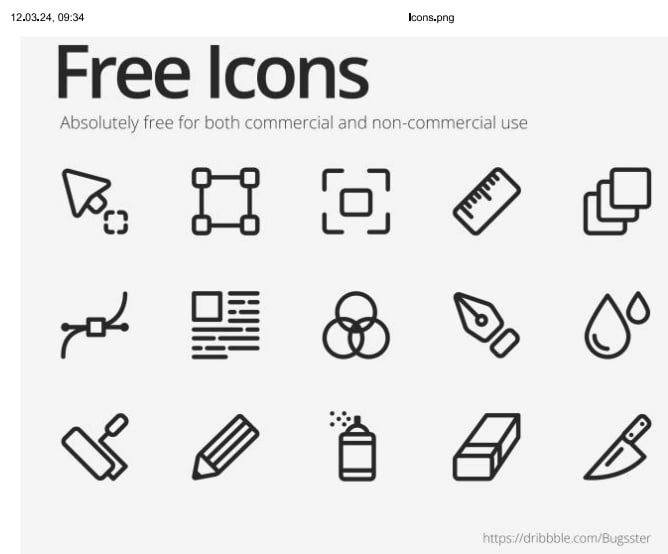 12.03.24, 09:34
Icons.png
Free Icons
Absolutely free for both commercial and non-commercial use
https://dribbble.com/Bugsster